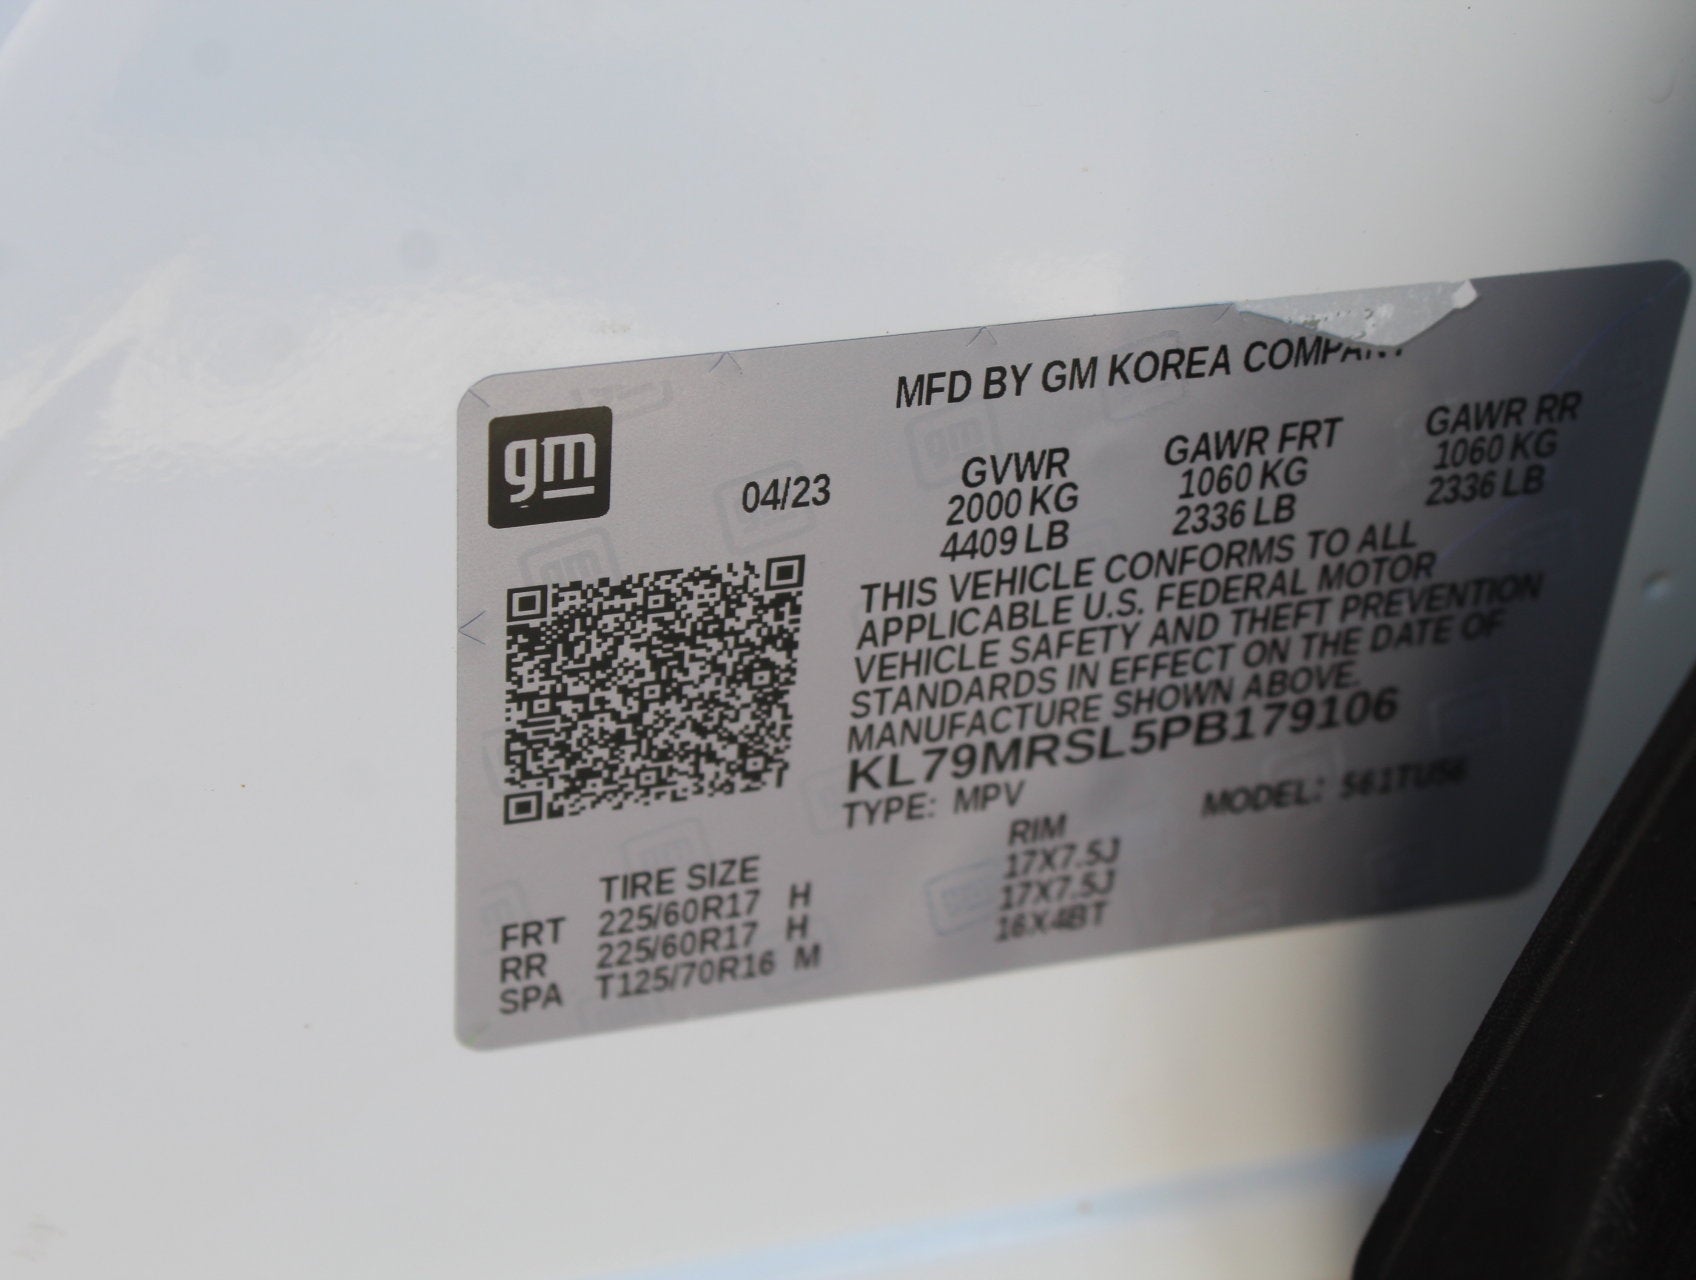 MFD BY GM KOREA COMPANY
gm
04/23
GVWR
2000 KG
4409 LB
GAWR FRT
1060 KG
2336 LB
GAWR RR
1060 KG
2336 LB
THIS VEHICLE CONFORMS TO ALL
APPLICABLE U.S. FEDERAL MOTOR
VEHICLE SAFETY AND THEFT PREVENTION
STANDARDS IN EFFECT ON THE DATE OF
MANUFACTURE SHOWN ABOVE.
KL79MRSL5PB179106
TYPE: MPV MODEL: 561TU56
TIRE SIZE RIM
FRT 225/60R17 H 17X7.5J
RR 225/60R17 H 17X7.5J
SPA T125/70R16 M 16X4BT